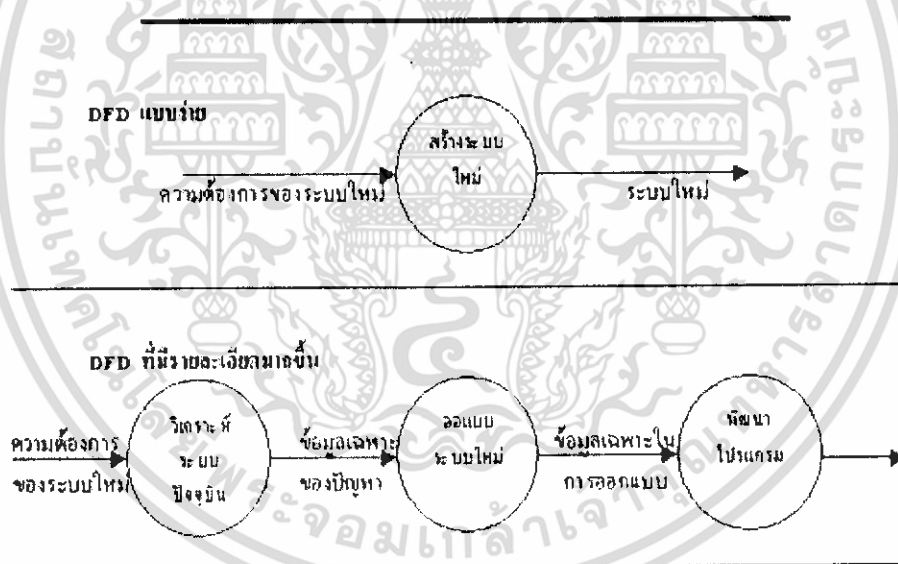 DFD แบบง่าย
สร้างระบบ
ใหม่
ความต้องการของระบบใหม่
ระบบใหม่
DFD ที่มีรายละเอียดมากขึ้น
วิเคราะห์
ระบบ
ปัจจุบัน
ออแบบ
ระบบใหม่
พัฒนา
โปรแกรม
ความต้องการ
ของระบบใหม่
ข้อมูลเฉพาะ
ของปัญหา
ข้อมูลเฉพาะใน
การออกแบบ